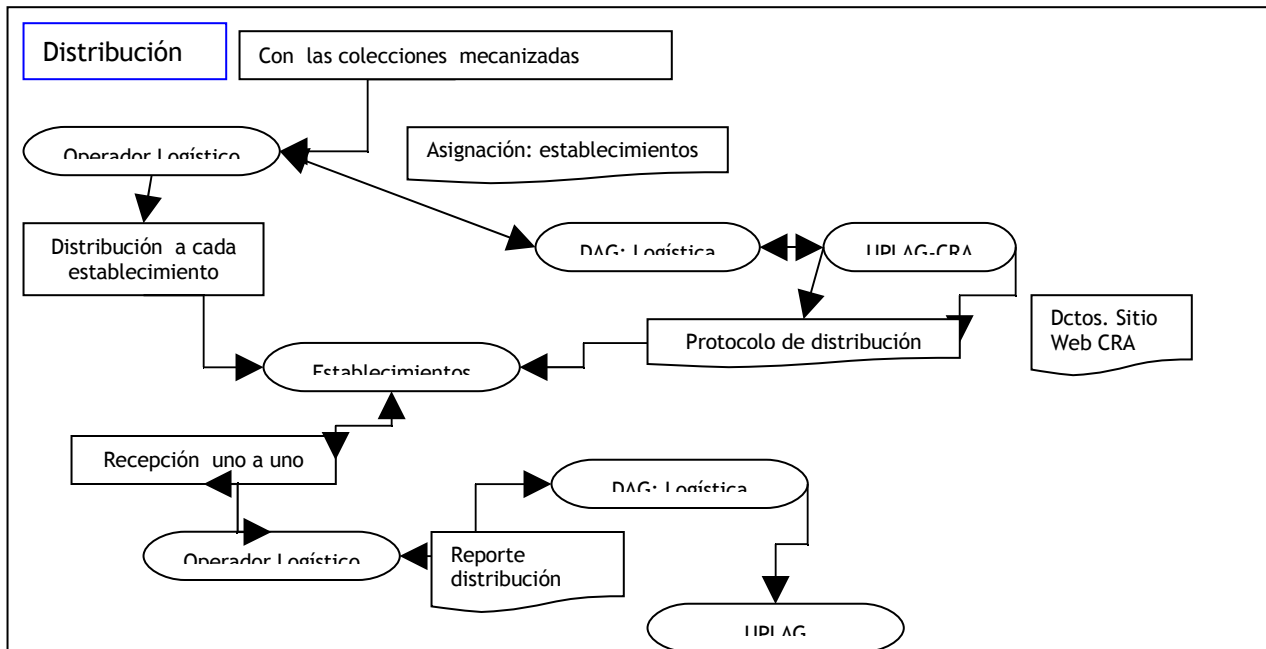 Distribución
Con las colecciones mecanizadas
Operador Logístico
Asignación: establecimientos
Distribución a cada
establecimiento
DAG: Logística
UPLAG-CRA
Protocolo de distribución
Dctos. Sitio
Web CRA
Establecimientos
Recepción uno a uno
DAG: Logística
Operador Logístico
Reporte
distribución
UPLAG